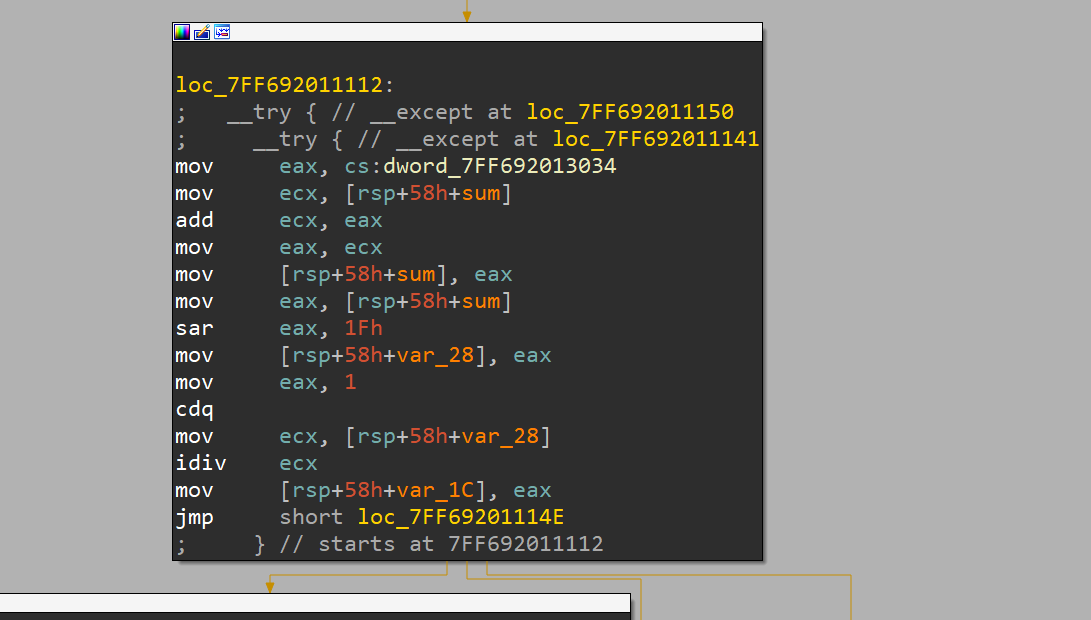 loc_7FF692011112:
;   __try { // __except at loc_7FF692011150
;     __try { // __except at loc_7FF692011141
mov     eax, cs:dword_7FF692013034
mov     ecx, [rsp+58h+sum]
add     ecx, eax
mov     eax, ecx
mov     [rsp+58h+sum], eax
mov     eax, [rsp+58h+sum]
sar     eax, 1Fh
mov     [rsp+58h+var_28], eax
mov     eax, 1
cdq
mov     ecx, [rsp+58h+var_28]
idiv    ecx
mov     [rsp+58h+var_1C], eax
jmp     short loc_7FF69201114E
;     } // starts at 7FF692011112